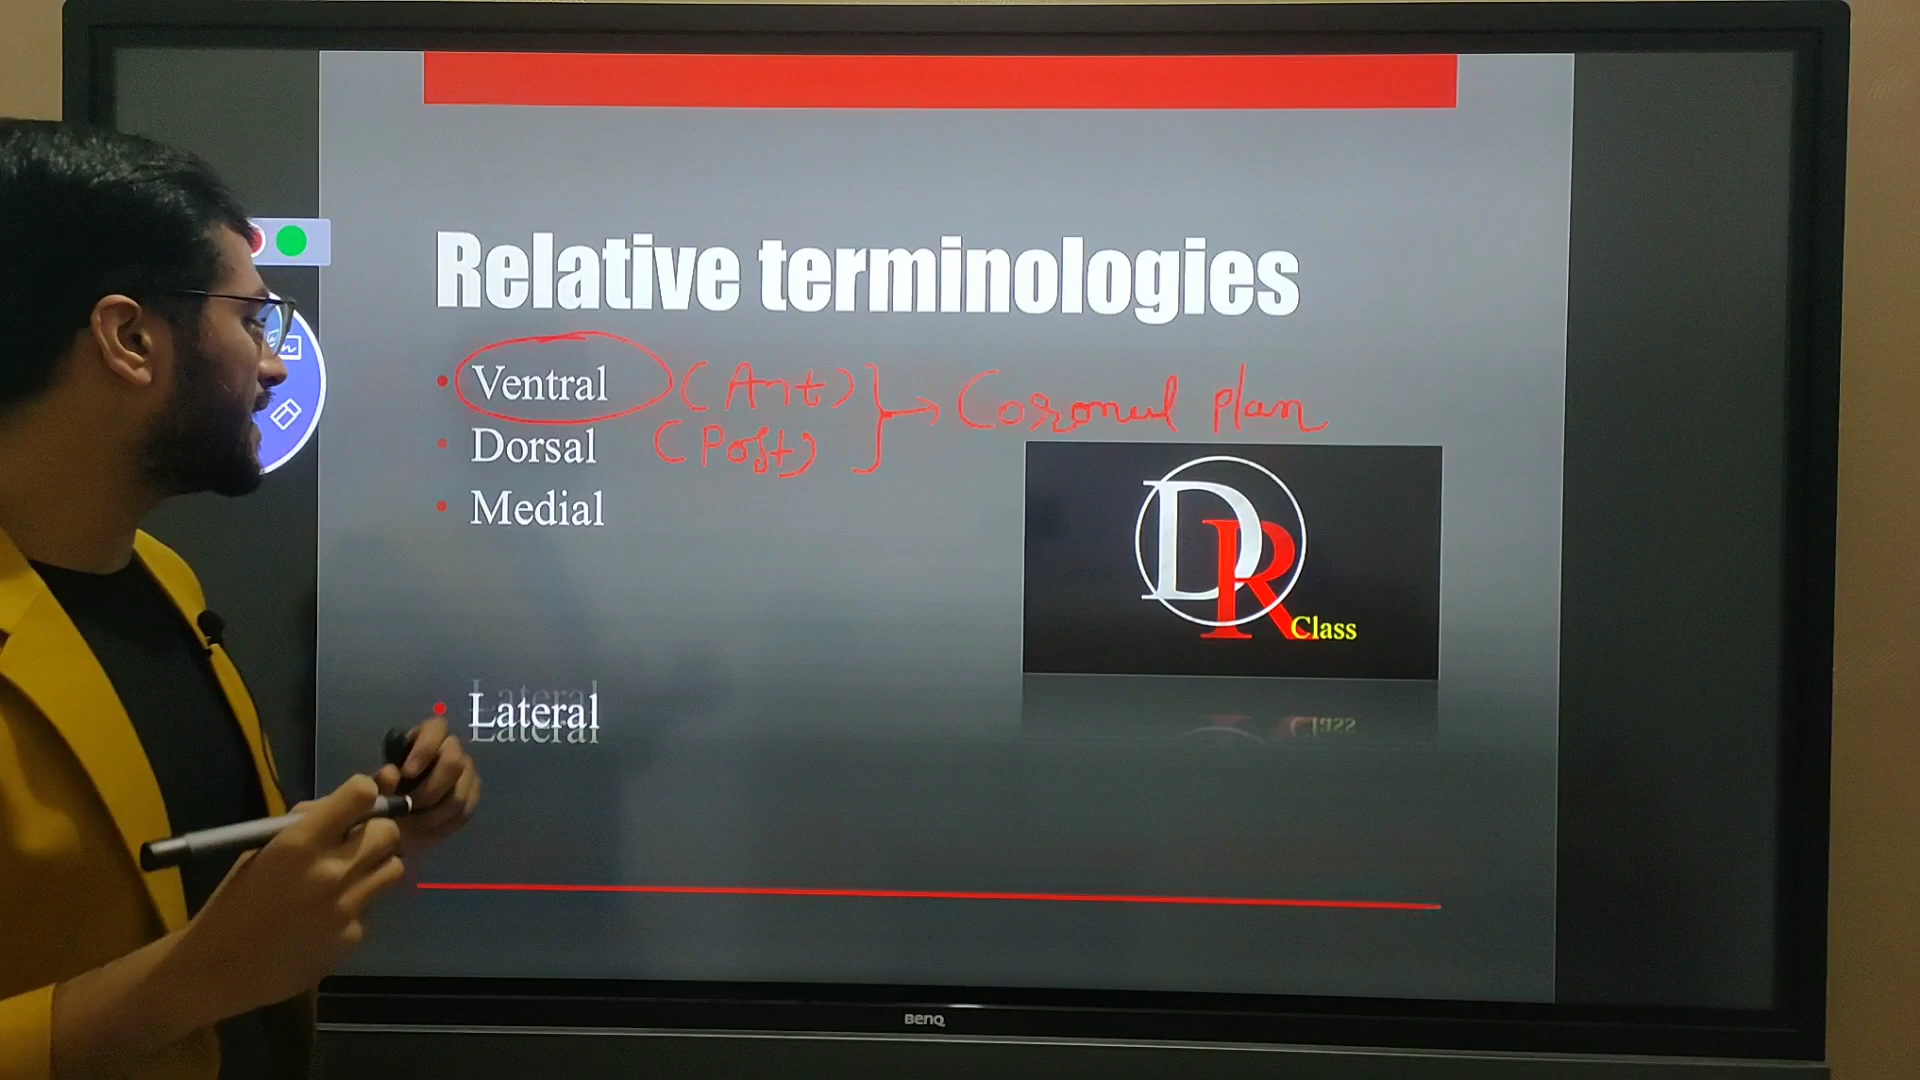 Relative terminologies
• Ventral (Ant) } → Coronal plan
• Dorsal (Post)
• Medial
• Lateral
DR
Class
BenQ